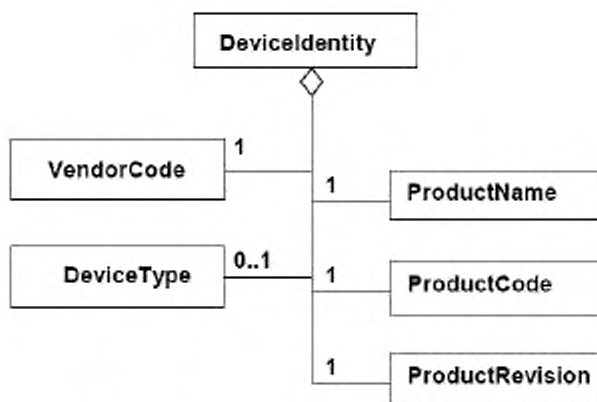 DeviceIdentity
1
VendorCode
1
ProductName
0..1
DeviceType
1
ProductCode
1
ProductRevision